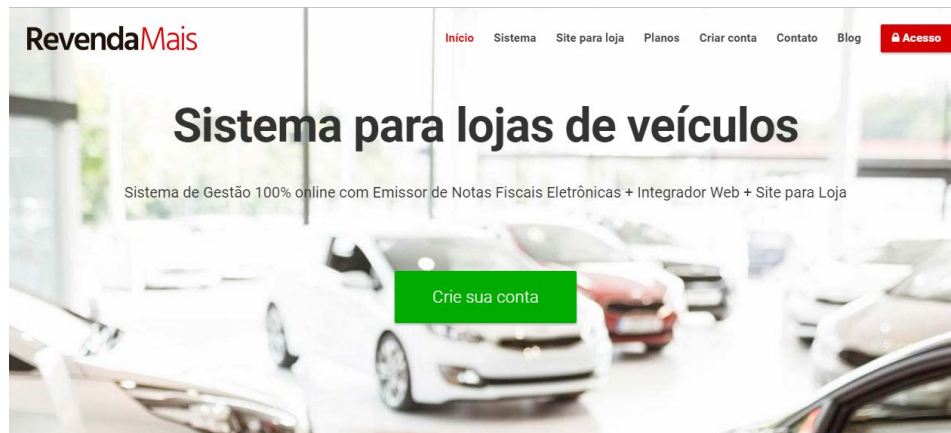 RevendaMais
Início Sistema Site para loja Planos Criar conta Contato Blog Acesso
Sistema para lojas de veículos
Sistema de Gestão 100% online com Emissor de Notas Fiscais Eletrônicas + Integrador Web + Site para Loja
Crie sua conta